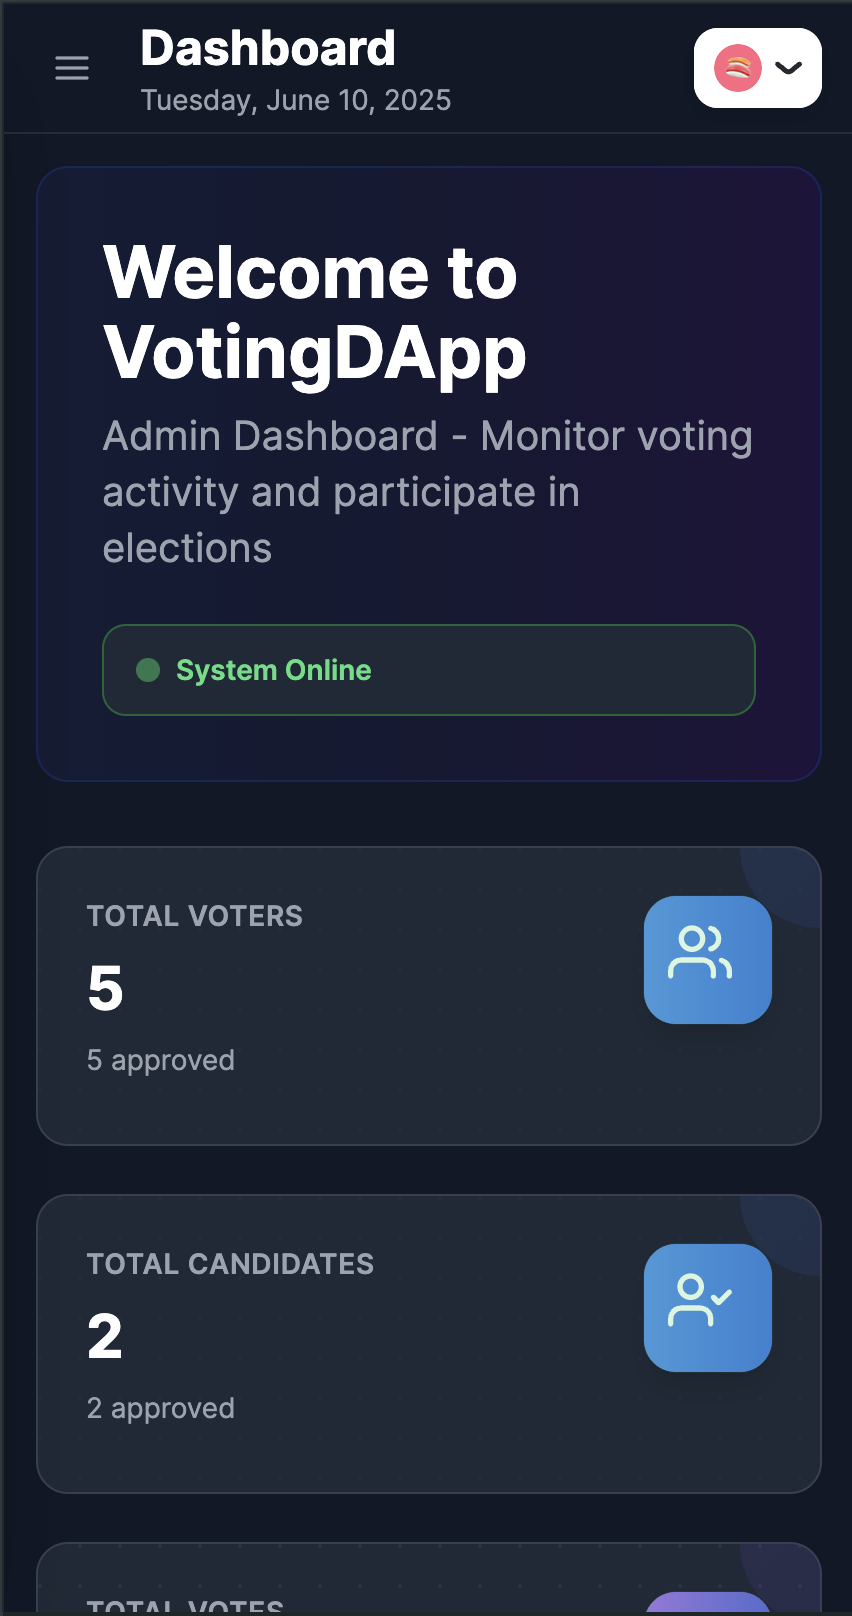 Dashboard
Tuesday, June 10, 2025
Welcome to
VotingDApp
Admin Dashboard - Monitor voting
activity and participate in
elections
System Online
TOTAL VOTERS
5
5 approved
TOTAL CANDIDATES
2
2 approved
TOTAL VOTES